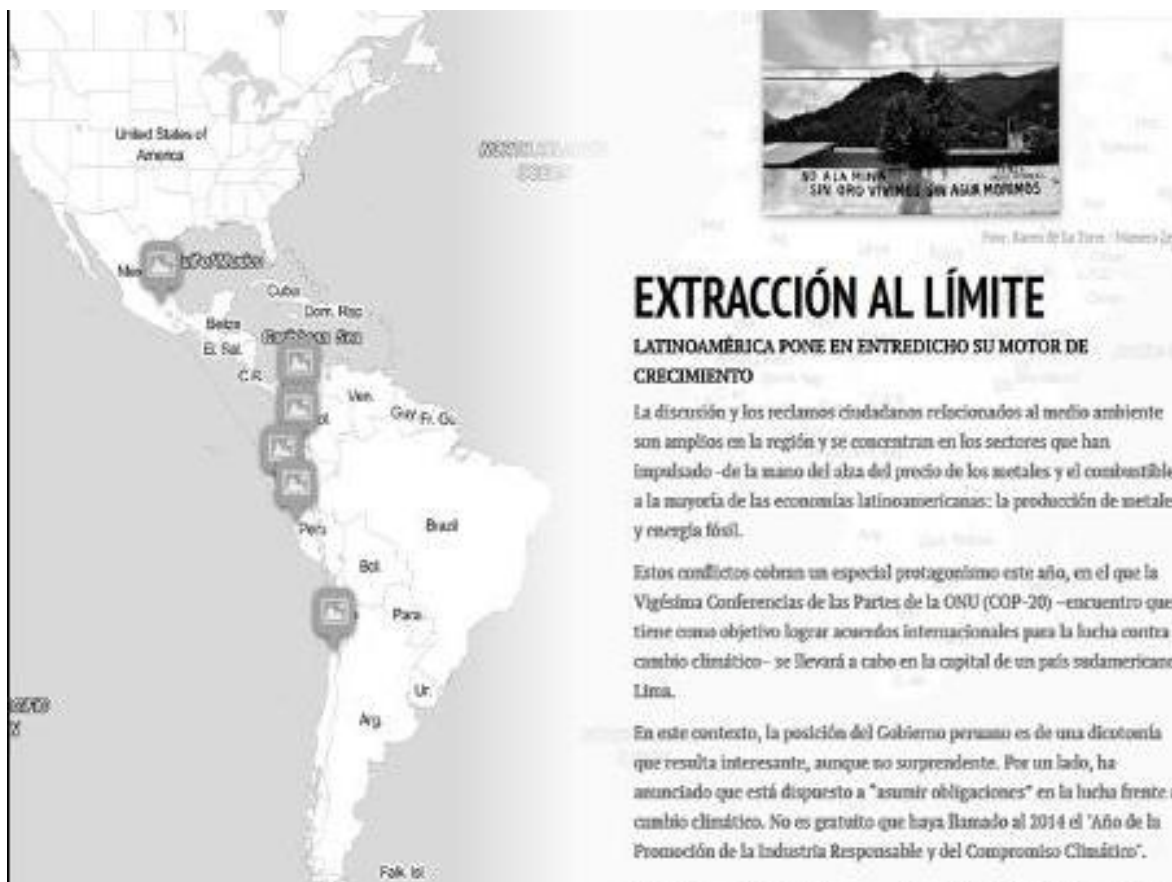 United States of
America
Cuba
Dom. Rep.
Belize
El Sal.
Caribbean Sea
C.R.
Ven.
Guy.
Fr. Gu.
Peru
Brazil
Bol.
Para.
Ur.
Arg.
Falk. Isl
NO A LA MINA
SIN ORO VIVIMOS SIN AGUA MORIMOS
EXTRACCIÓN AL LÍMITE
LATINOAMÉRICA PONE EN ENTREDICHO SU MOTOR DE
CRECIMIENTO
La discusión y los reclamos ciudadanos relacionados al medio ambiente
son amplios en la región y se concentran en los sectores que han
impulsado -de la mano del alza del precio de los metales y el combustible
a la mayoría de las economías latinoamericanas: la producción de metales
y energía fósil.
Estos conflictos cobran un especial protagonismo este año, en el que la
Vigésima Conferencias de las Partes de la ONU (COP-20) –encuentro que
tiene como objetivo lograr acuerdos internacionales para la lucha contra
cambio climático– se llevará a cabo en la capital de un país sudamericano
Lima.
En este contexto, la posición del Gobierno peruano es de una dicotomía
que resulta interesante, aunque no sorprendente. Por un lado, ha
anunciado que está dispuesto a "asumir obligaciones" en la lucha frente a
cambio climático. No es gratuito que haya llamado al 2014 el "Año de la
Promoción de la Industria Responsable y del Compromiso Climático".